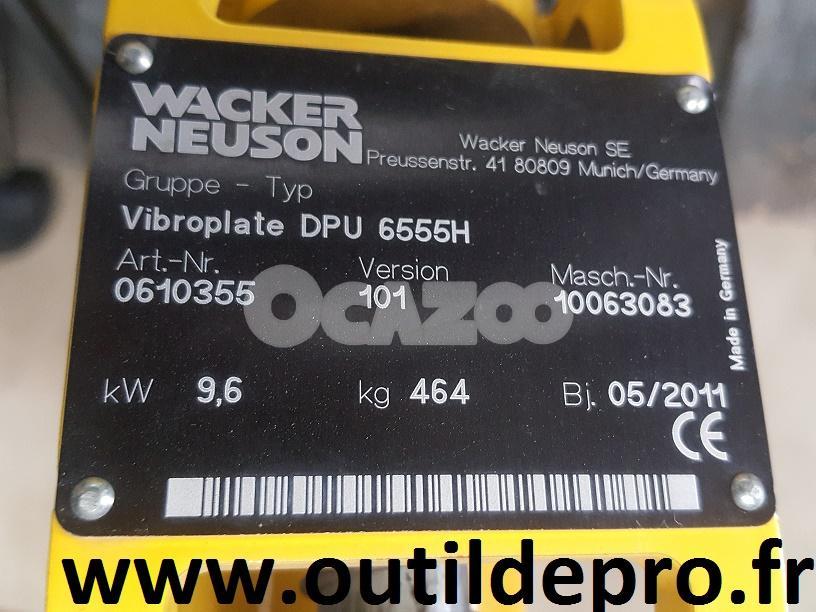 WACKER
NEUSON
Wacker Neuson SE
Preussenstr. 41 80809 Munich/Germany
Gruppe - Typ
Vibroplate DPU 6555H
Art.-Nr. Version Masch.-Nr.
0610355 101 10063083
OCAZOO
Made in Germany
kW 9,6 kg 464 Bj. 05/2011
CE
www.outildepro.fr